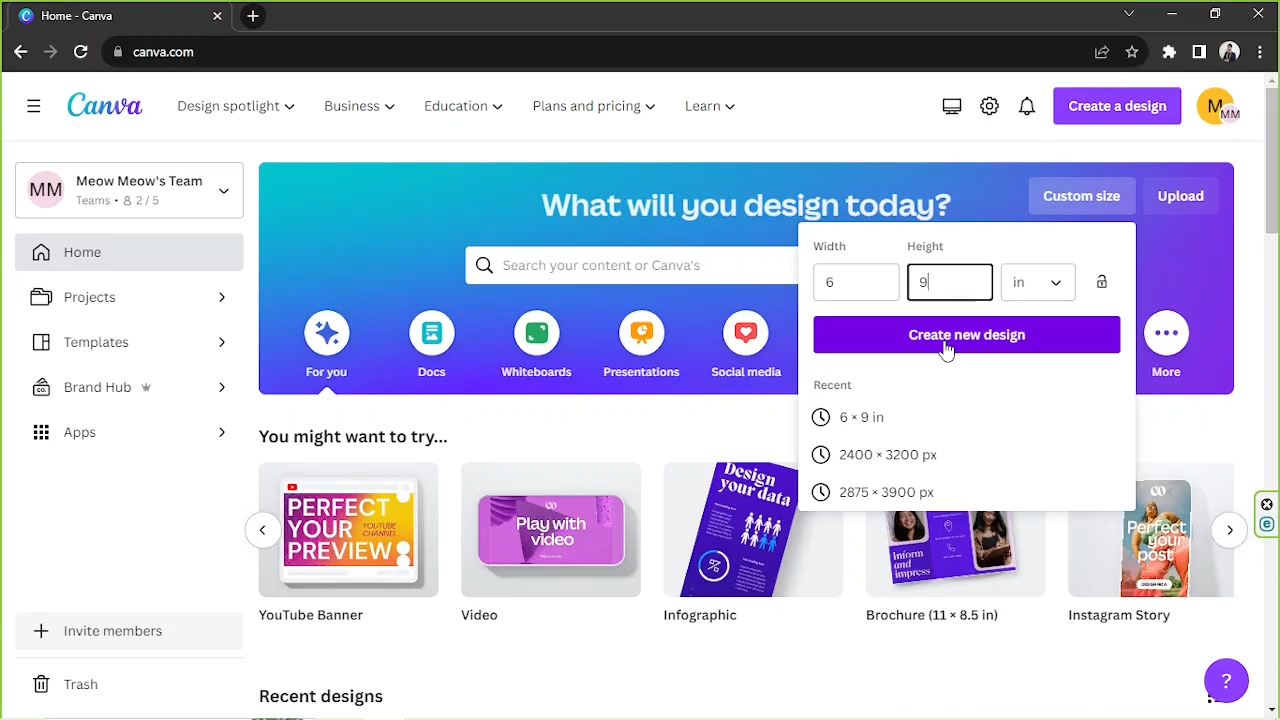 Home - Canva
canva.com
Canva
Design spotlight
Business
Education
Plans and pricing
Learn
Create a design
M
MM
MM
Meow Meow's Team
Teams • 2 / 5
Home
Projects
Templates
Brand Hub
Apps
Invite members
Trash
What will you design today?
Custom size
Upload
Search your content or Canva's
For you
Docs
Whiteboards
Presentations
Social media
More
Width
Height
6
9
in
Create new design
Recent
6 × 9 in
2400 × 3200 px
2875 × 3900 px
You might want to try...
PERFECT
YOUR
PREVIEW
YOUTUBE
CHANNEL
YouTube Banner
Play with
video
Video
Design
your data
Infographic
Inform
and
impress
Brochure (11 × 8.5 in)
Perfect
your
post
DESIGN NOW
Instagram Story
Recent designs
?